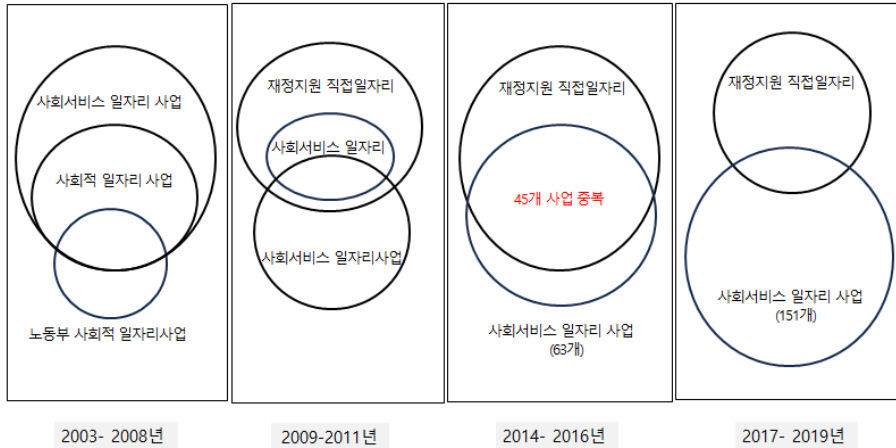 사회서비스 일자리 사업
사회적 일자리 사업
노동부 사회적 일자리사업
2003- 2008년
재정지원 직접일자리
사회서비스 일자리
사회서비스 일자리사업
2009-2011년
재정지원 직접일자리
45개 사업 중복
사회서비스 일자리 사업
(63개)
2014- 2016년
재정지원 직접일자리
사회서비스 일자리 사업
(151개)
2017- 2019년